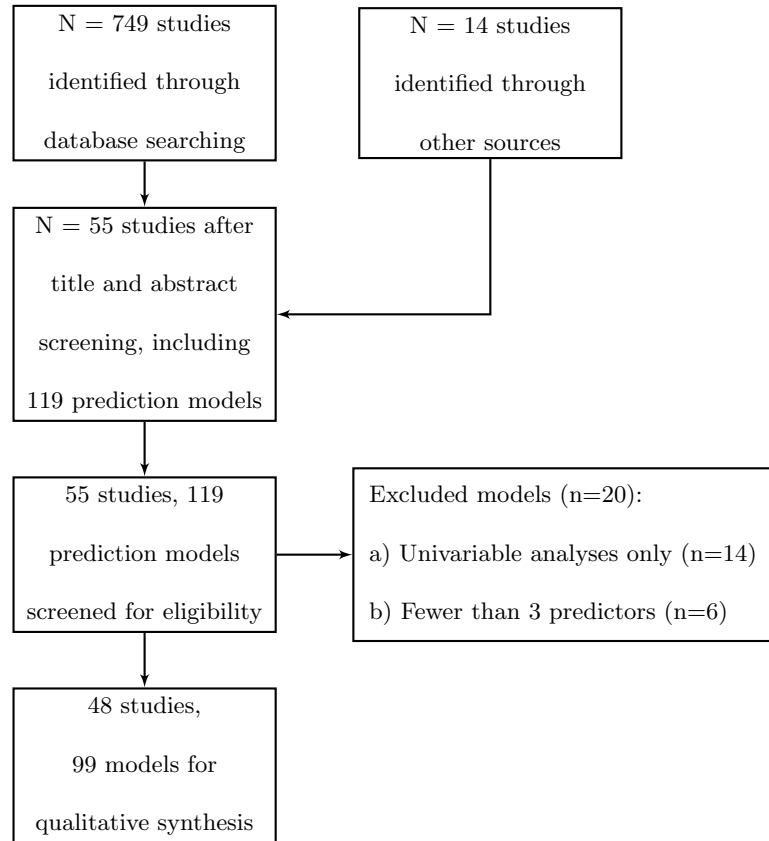 N = 749 studies
identified through
database searching
N = 14 studies
identified through
other sources
N = 55 studies after
title and abstract
screening, including
119 prediction models
55 studies, 119
prediction models
screened for eligibility
Excluded models (n=20):
a) Univariable analyses only (n=14)
b) Fewer than 3 predictors (n=6)
48 studies,
99 models for
qualitative synthesis